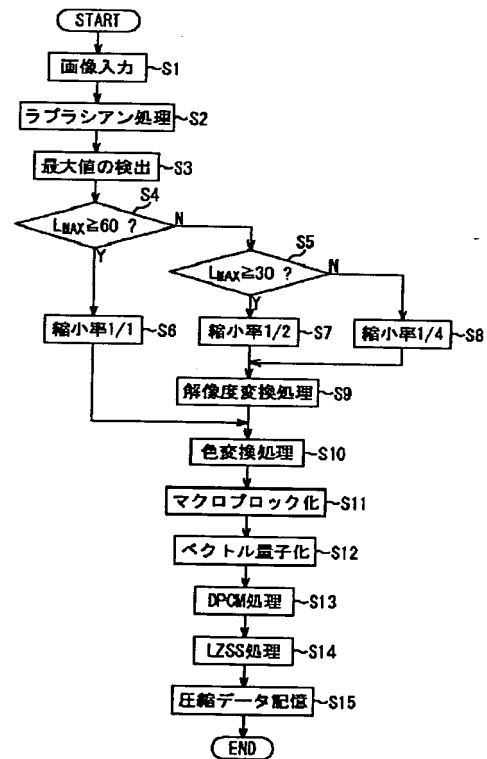 START
画像入力 S1
ラプラシアン処理 S2
最大値の検出 S3
S4
LMAX≧60 ?
N
Y
S5
LMAX≧30 ?
N
Y
縮小率1/1 S6
縮小率1/2 S7
縮小率1/4 S8
解像度変換処理 S9
色変換処理 S10
マクロブロック化 S11
ベクトル量子化 S12
DPCM処理 S13
LZSS処理 S14
圧縮データ記憶 S15
END